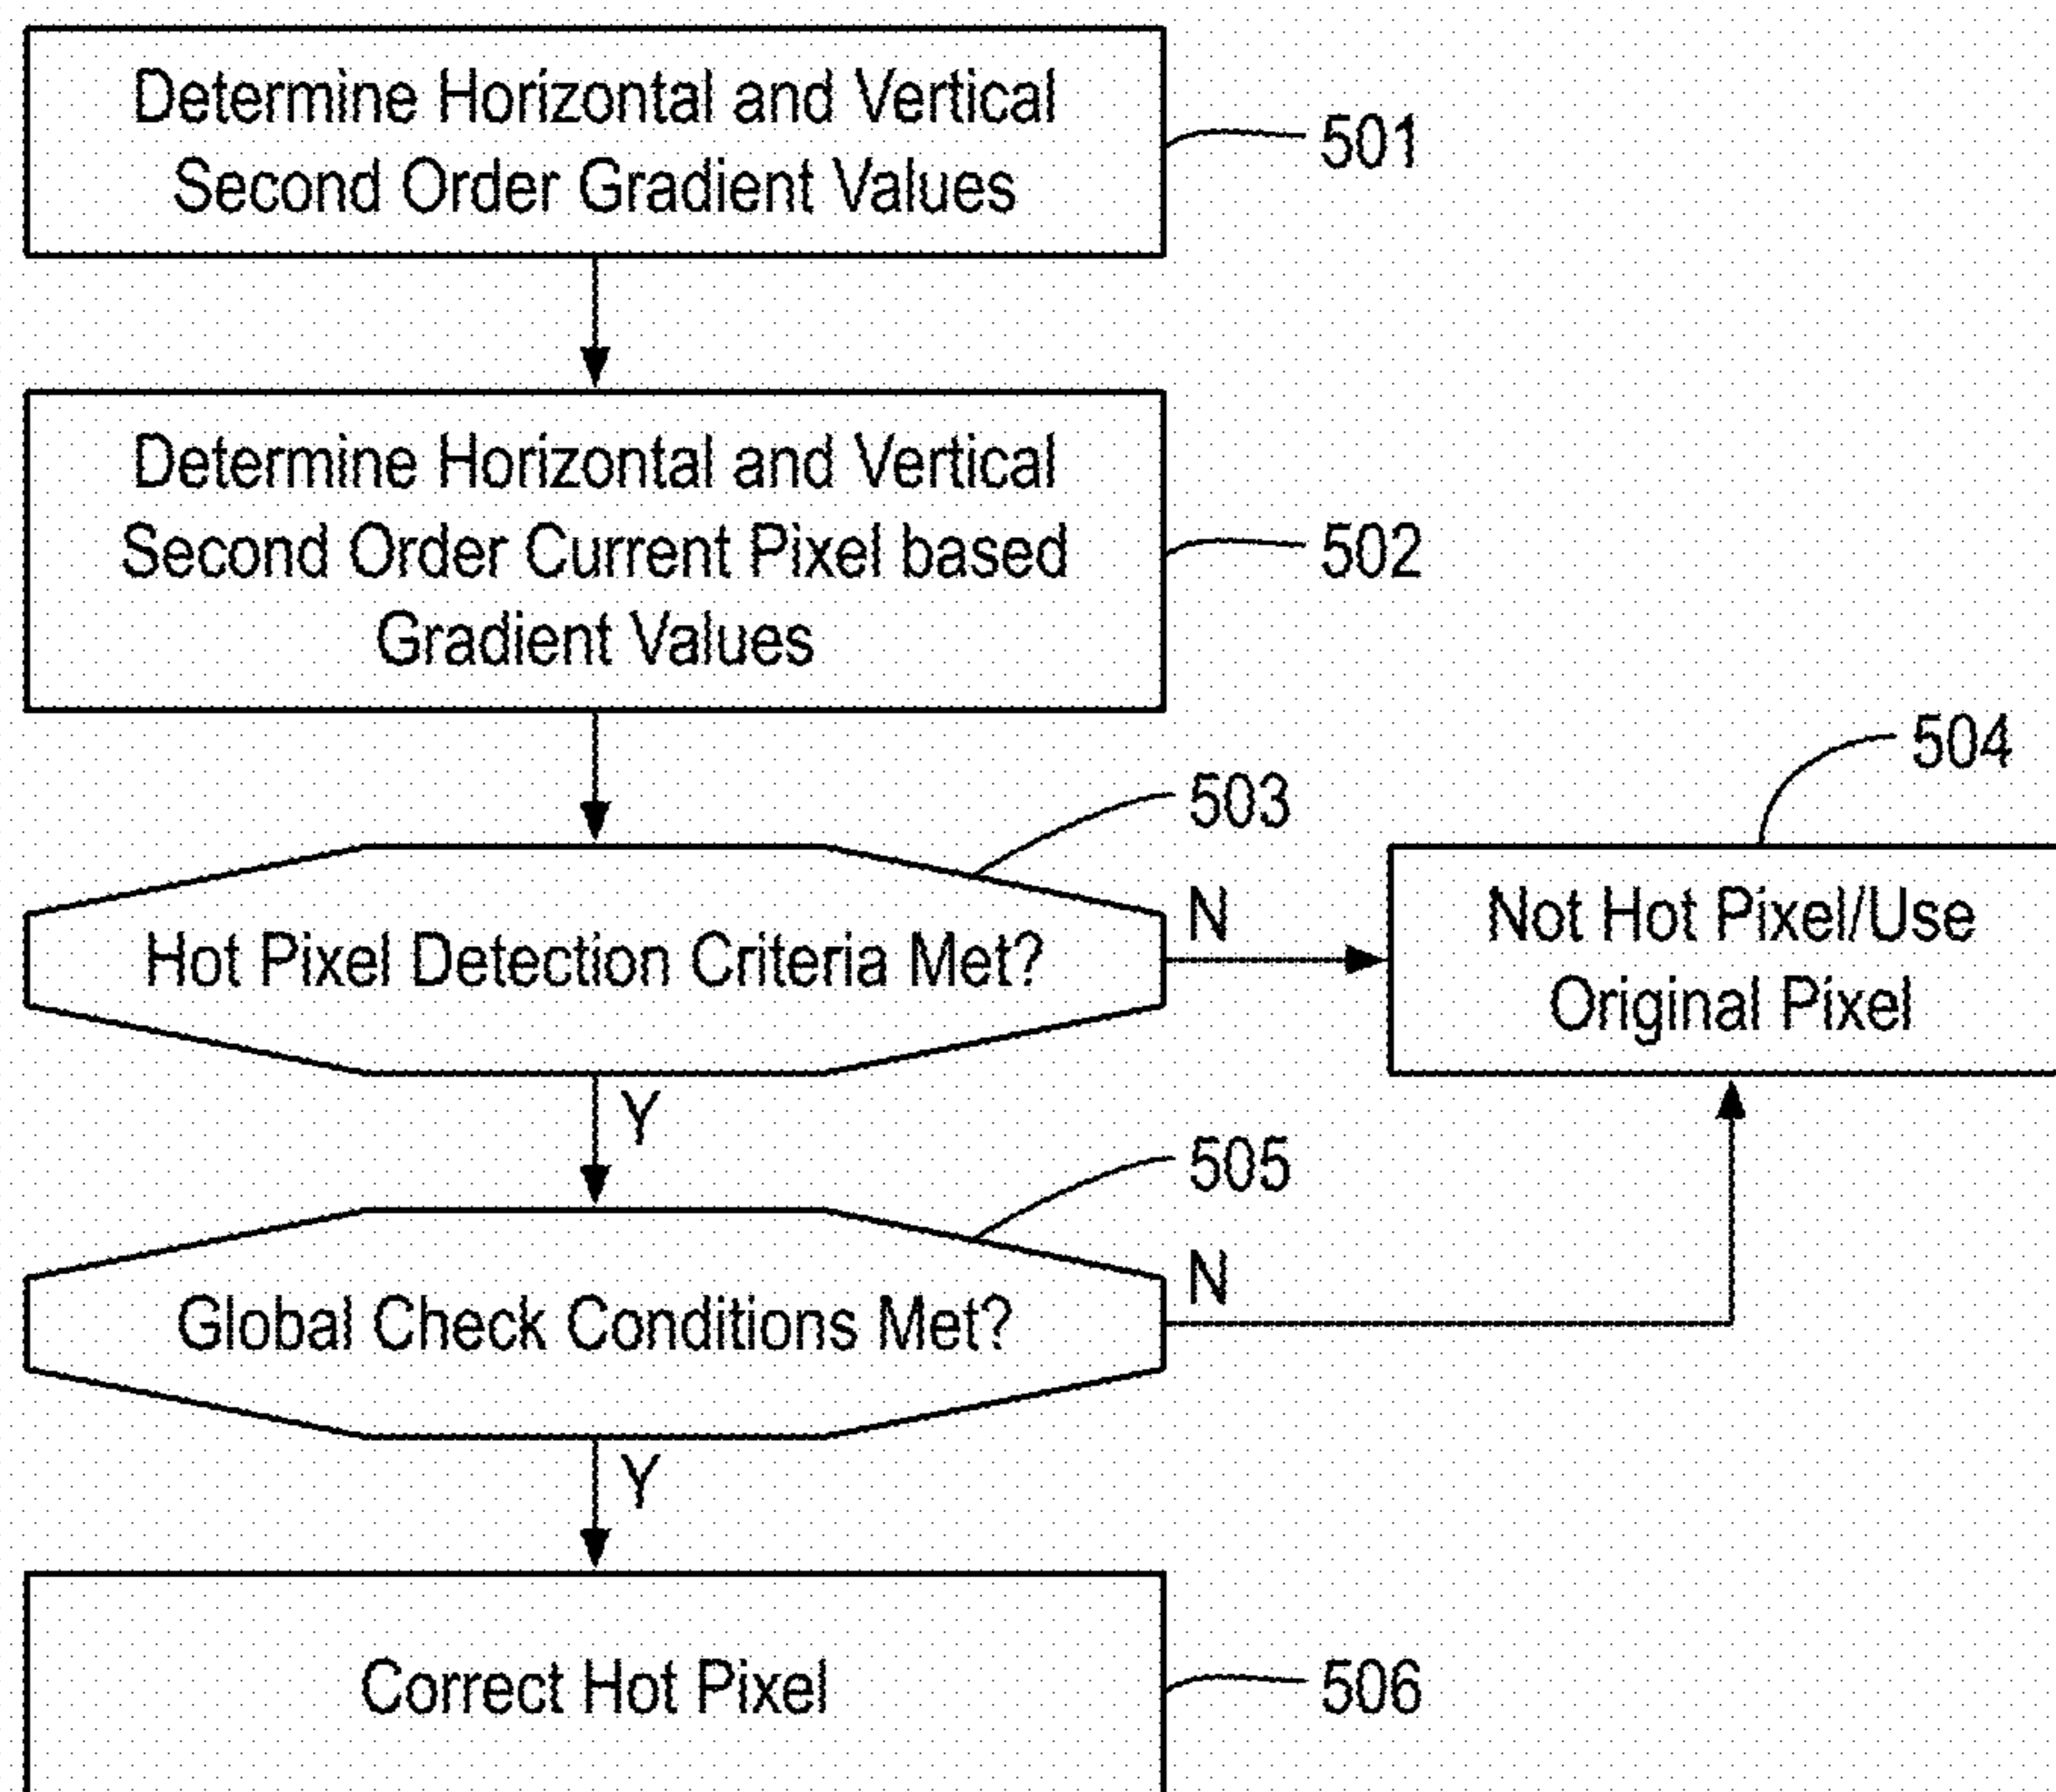 Determine Horizontal and Vertical
Second Order Gradient Values
501
Determine Horizontal and Vertical
Second Order Current Pixel based
Gradient Values
502
503
Hot Pixel Detection Criteria Met?
N
504
Not Hot Pixel/Use
Original Pixel
Y
505
Global Check Conditions Met?
N
Y
Correct Hot Pixel
506